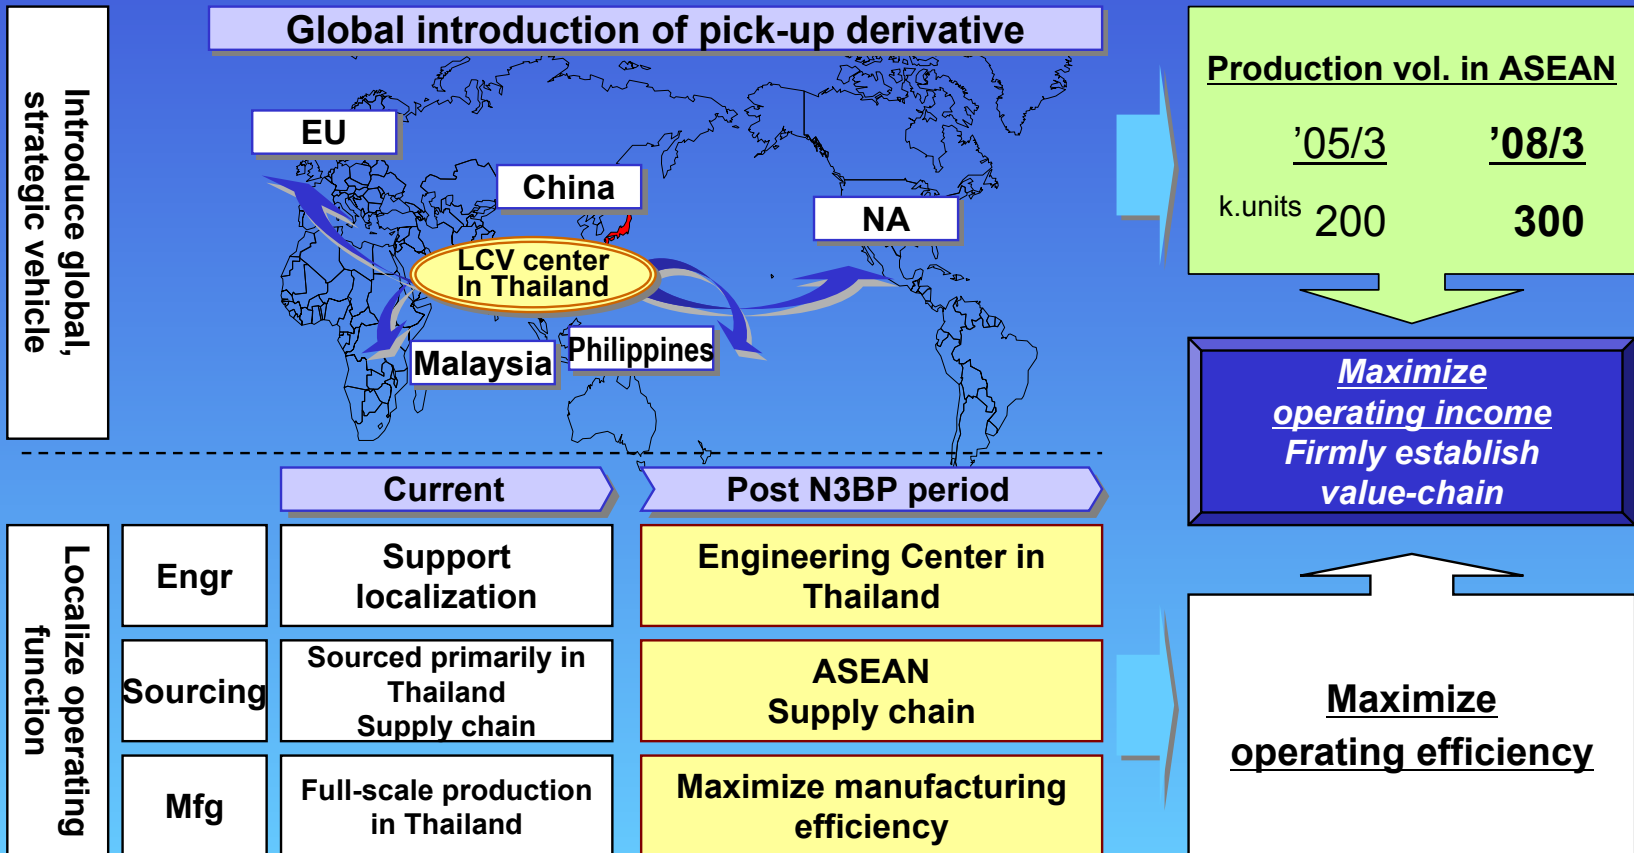 Global introduction of pick-up derivative
Introduce global,
strategic vehicle
EU
China
NA
LCV center
In Thailand
Malaysia
Philippines
Production vol. in ASEAN
’05/3 ’08/3
k.units 200 300
Maximize
operating income
Firmly establish
value-chain
Current
Post N3BP period
Localize operating
function
Engr
Support
localization
Engineering Center in
Thailand
Sourcing
Sourced primarily in
Thailand
Supply chain
ASEAN
Supply chain
Mfg
Full-scale production
in Thailand
Maximize manufacturing
efficiency
Maximize
operating efficiency